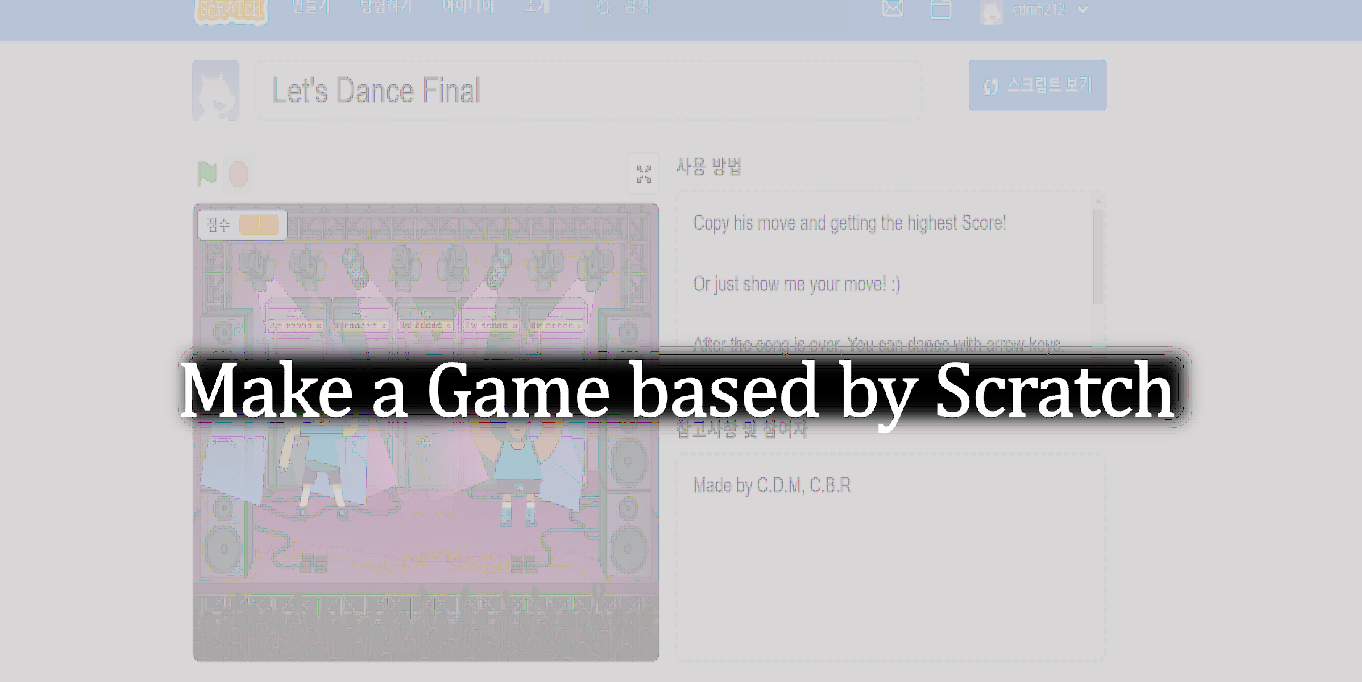 SCRATCH 만들기 탐험하기 아이디어 소개 검색 cdm5212
Let's Dance Final
스크립트 보기
사용 방법
점수
Copy his move and getting the highest Score!
Or just show me your move! :)
After the song is over, You can dance with arrow keys.
Make a Game based by Scratch
참고사항 및 참여자
Made by C.D.M, C.B.R